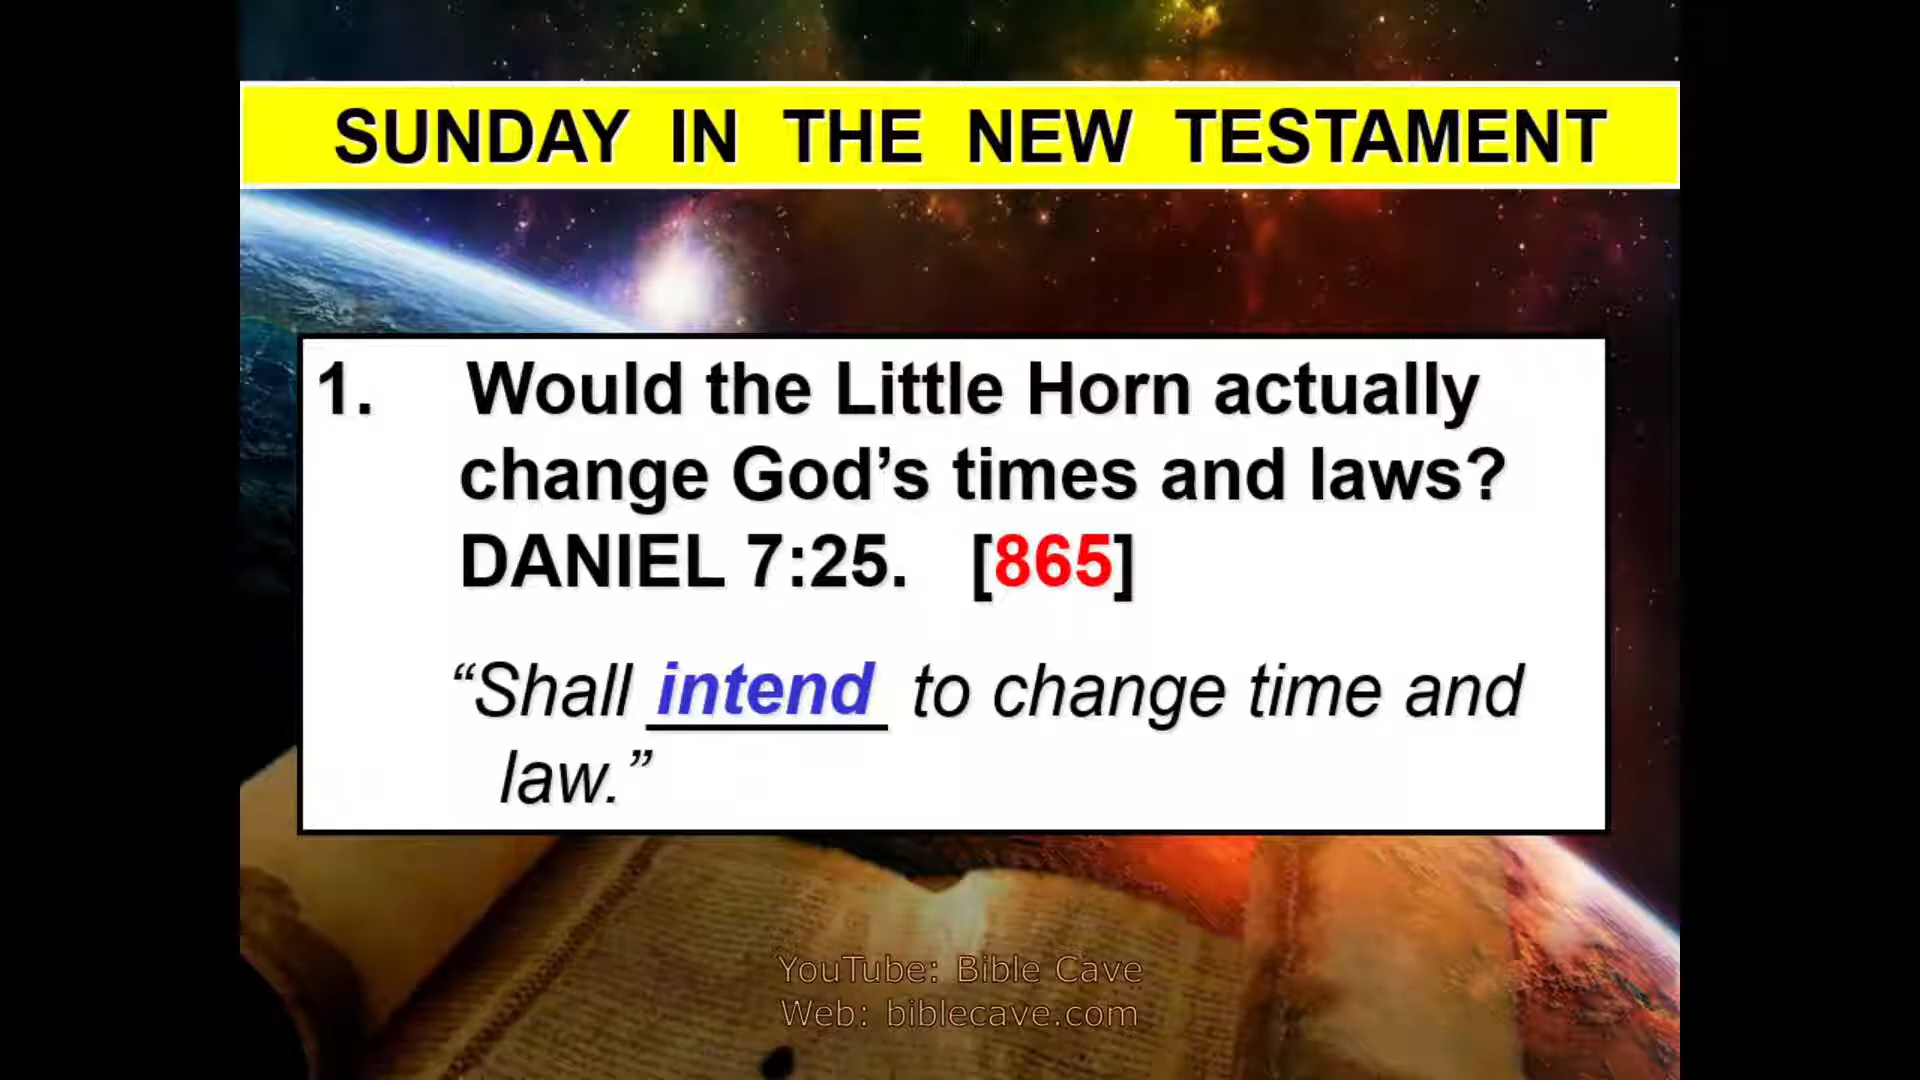 SUNDAY IN THE NEW TESTAMENT
1. Would the Little Horn actually
change God’s times and laws?
DANIEL 7:25. [865]
“Shall intend to change time and
law.”
YouTube: Bible Cave
Web: biblecave.com